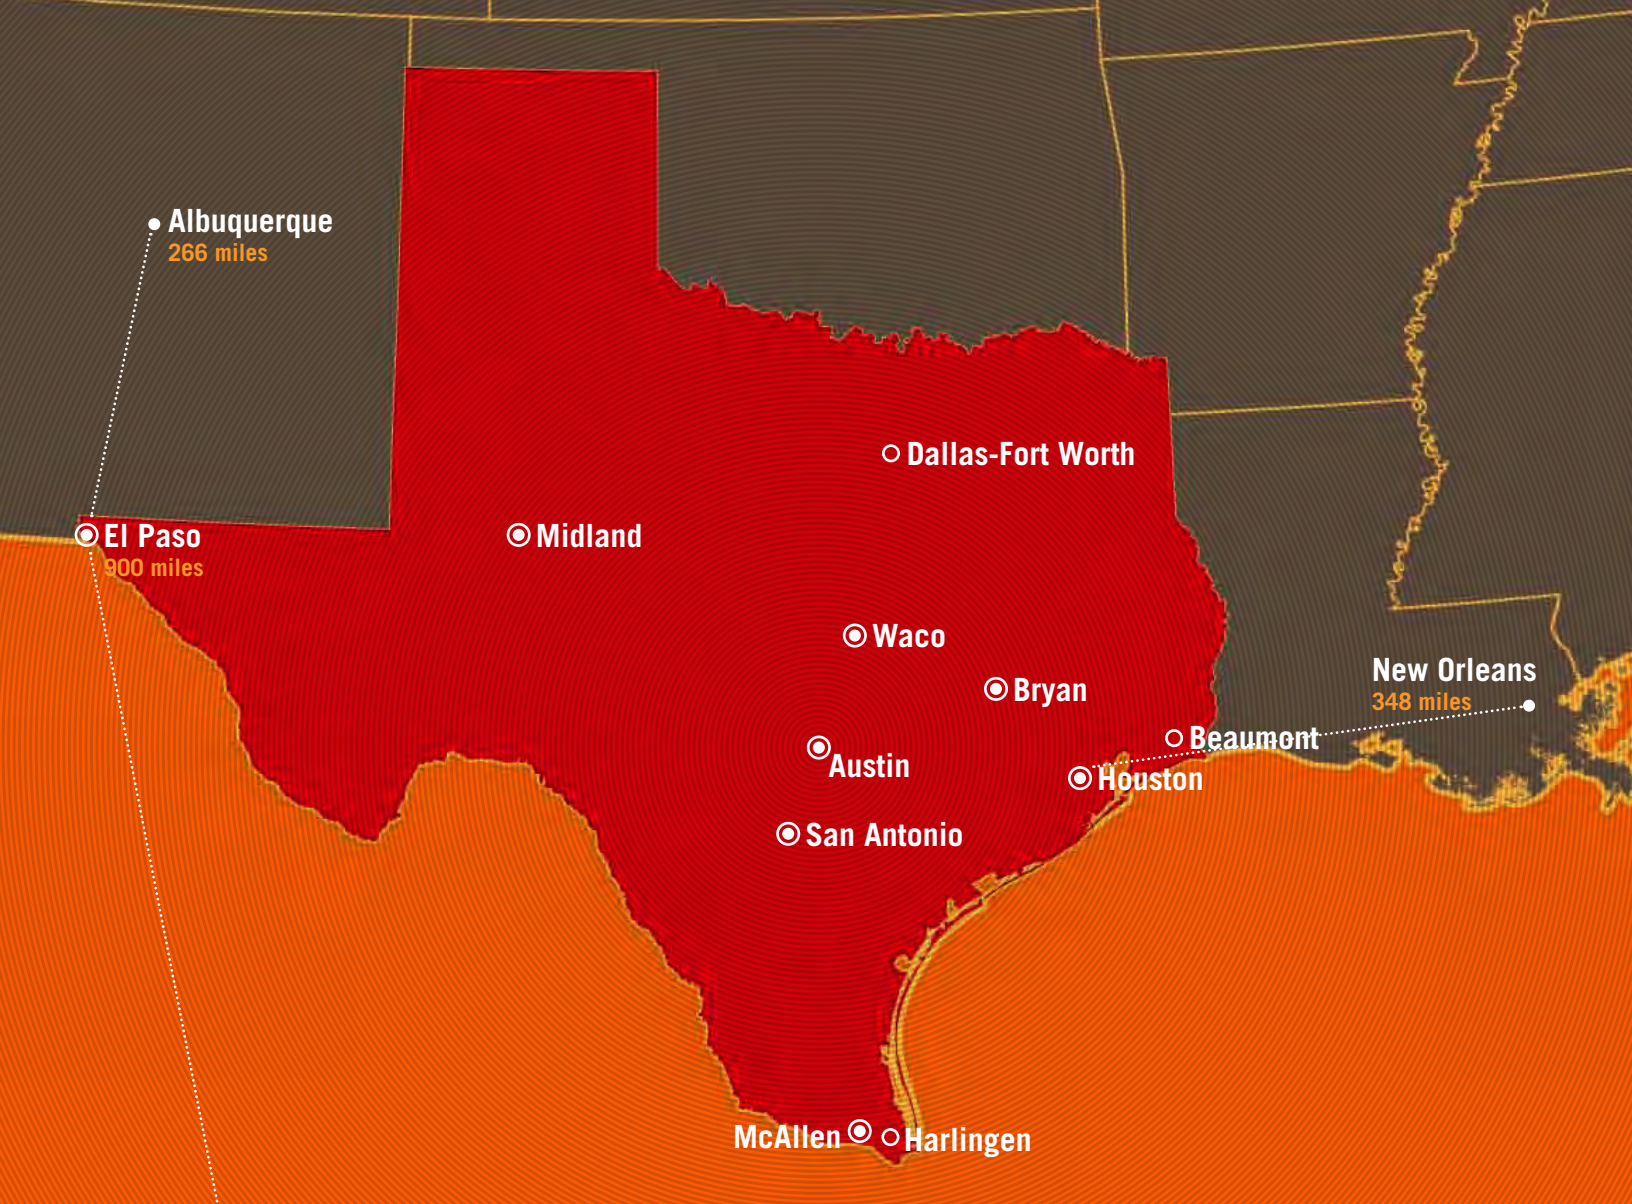 Albuquerque
266 miles
Dallas-Fort Worth
El Paso
900 miles
Midland
Waco
New Orleans
348 miles
Bryan
Beaumont
Austin
Houston
San Antonio
McAllen
Harlingen